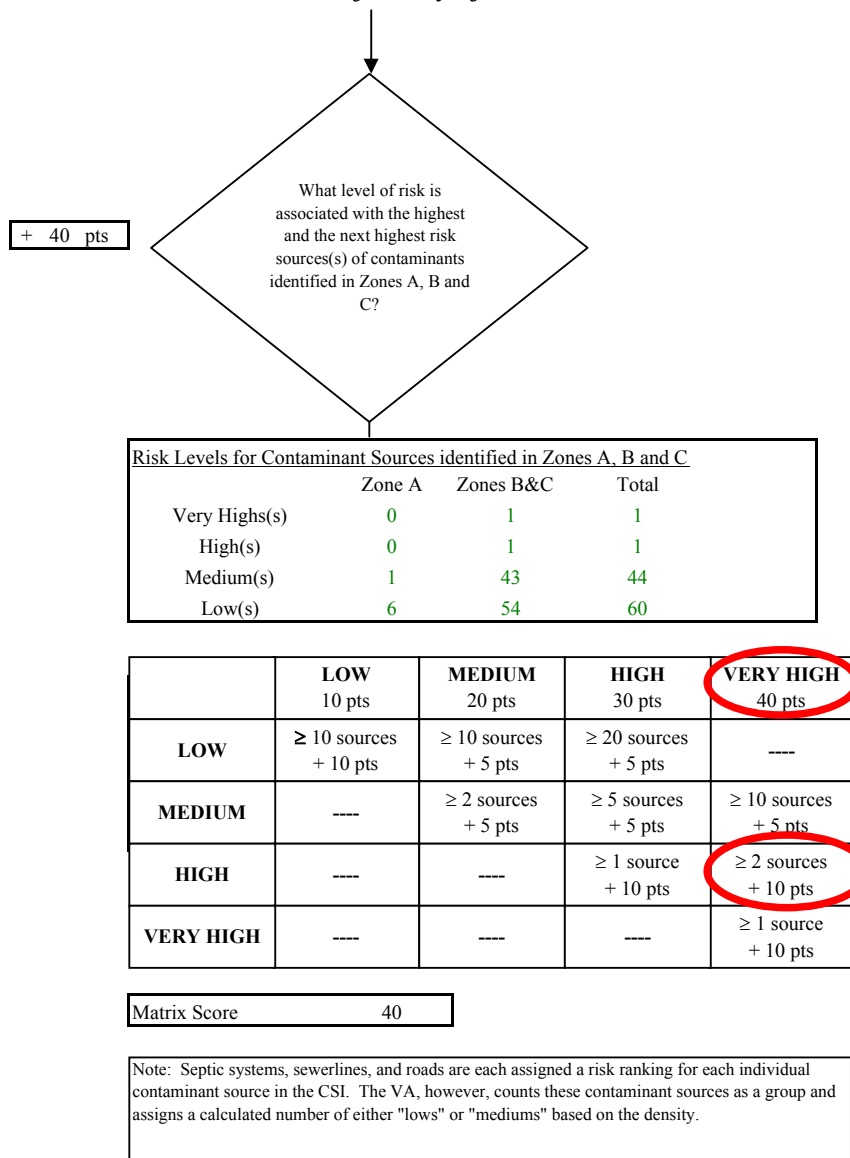 What level of risk is
associated with the highest
and the next highest risk
sources(s) of contaminants
identified in Zones A, B and
C?
+ 40 pts
Risk Levels for Contaminant Sources identified in Zones A, B and C
Zone A Zones B&C Total
Very Highs(s) 0 1 1
High(s) 0 1 1
Medium(s) 1 43 44
Low(s) 6 54 60
LOW MEDIUM HIGH VERY HIGH
10 pts 20 pts 30 pts 40 pts
LOW ≥ 10 sources ≥ 10 sources ≥ 20 sources ----
+ 10 pts + 5 pts + 5 pts
MEDIUM ---- ≥ 2 sources ≥ 5 sources ≥ 10 sources
+ 5 pts + 5 pts + 5 pts
HIGH ---- ---- ≥ 1 source ≥ 2 sources
+ 10 pts + 10 pts
VERY HIGH ---- ---- ---- ≥ 1 source
+ 10 pts
Matrix Score 40
Note: Septic systems, sewerlines, and roads are each assigned a risk ranking for each individual
contaminant source in the CSI. The VA, however, counts these contaminant sources as a group and
assigns a calculated number of either "lows" or "mediums" based on the density.